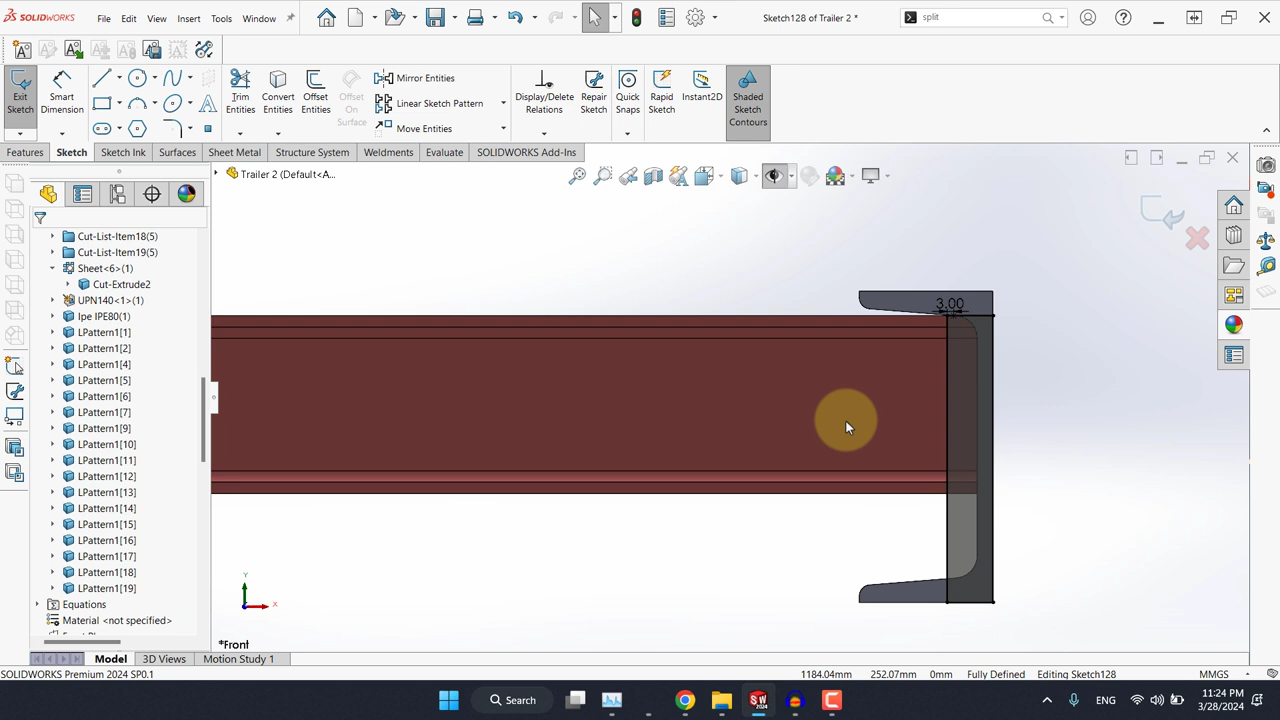 SOLIDWORKS
File
Edit
View
Insert
Tools
Window
Sketch128 of Trailer 2 *
split
Exit Sketch
Smart Dimension
Trim Entities
Convert Entities
Offset Entities
Offset On Surface
Mirror Entities
Linear Sketch Pattern
Move Entities
Display/Delete Relations
Repair Sketch
Quick Snaps
Rapid Sketch
Instant2D
Shaded Sketch Contours
Features
Sketch
Sketch Ink
Surfaces
Sheet Metal
Structure System
Weldments
Evaluate
SOLIDWORKS Add-Ins
Trailer 2 (Default<A...
Cut-List-Item18(5)
Cut-List-Item19(5)
Sheet<6>(1)
Cut-Extrude2
UPN140<1>(1)
Ipe IPE80(1)
LPattern1[1]
LPattern1[2]
LPattern1[4]
LPattern1[5]
LPattern1[6]
LPattern1[7]
LPattern1[9]
LPattern1[10]
LPattern1[11]
LPattern1[12]
LPattern1[13]
LPattern1[14]
LPattern1[15]
LPattern1[16]
LPattern1[17]
LPattern1[18]
LPattern1[19]
Equations
Material <not specified>
3.00
Y
X
*Front
Model
3D Views
Motion Study 1
SOLIDWORKS Premium 2024 SP0.1
1184.04mm
252.07mm
0mm
Fully Defined
Editing Sketch128
MMGS
Search
ENG
11:24 PM
3/28/2024